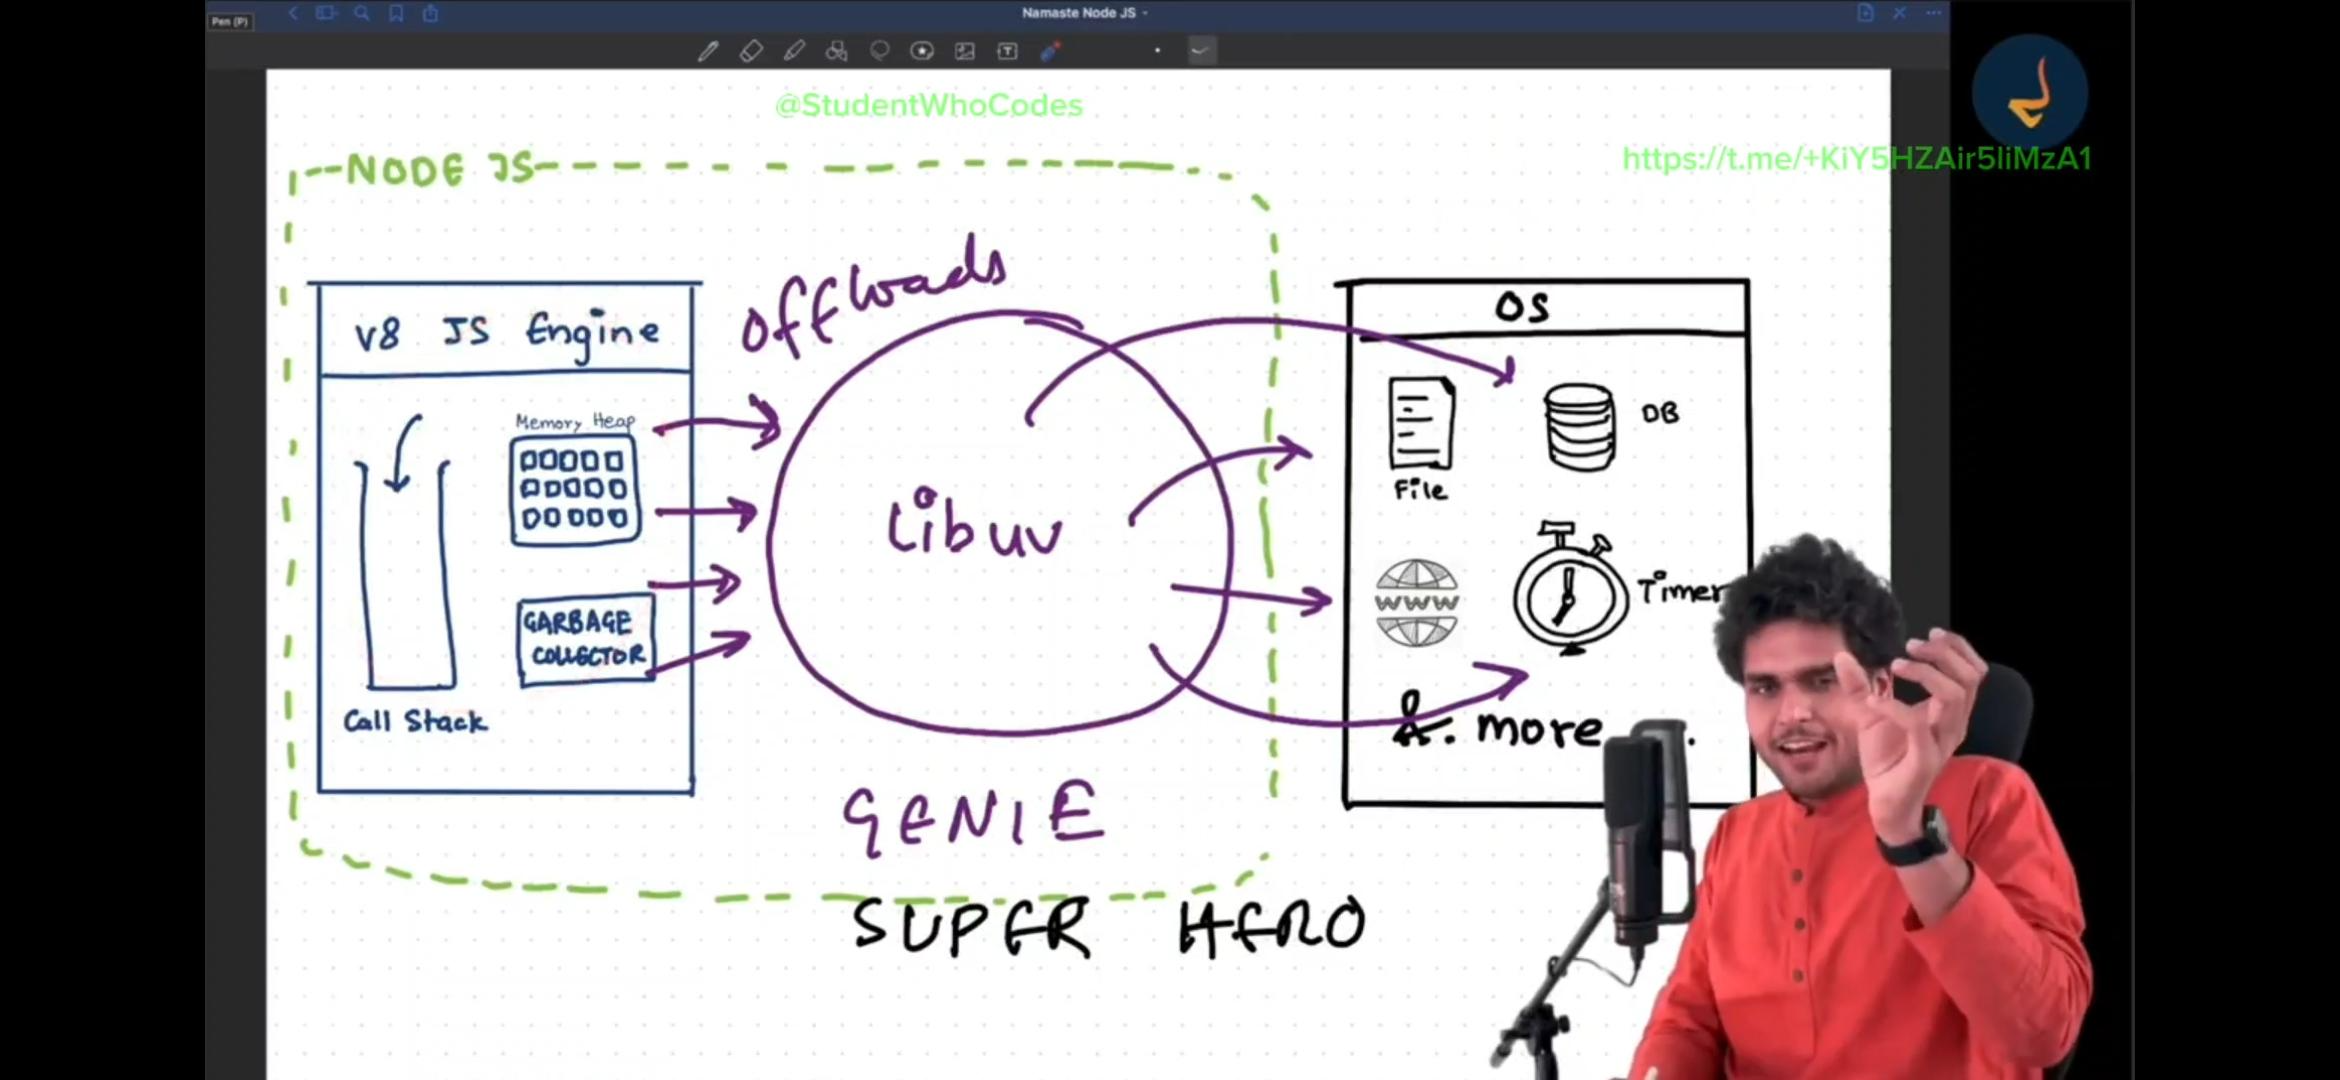 Pen (P)
Namaste Node JS
@StudentWhoCodes
https://t.me/+KiY5HZAir5liMzA1
NODE JS
offloads
OS
V8 JS Engine
Memory Heap
DB
File
Libuv
www
Timer
GARBAGE
COLLECTOR
Call Stack
&. more
GENIE
SUPER HERO